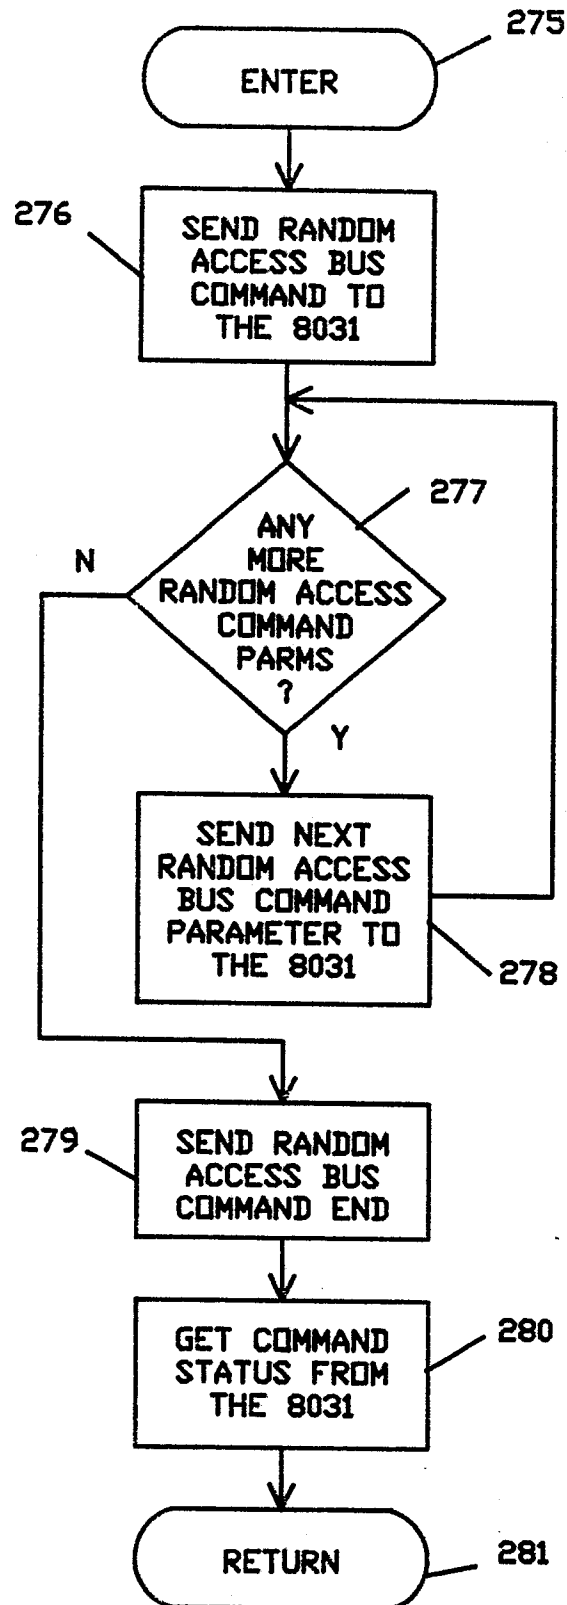 275
ENTER
276
SEND RANDOM
ACCESS BUS
COMMAND TO
THE 8031
277
ANY
MORE
RANDOM ACCESS
COMMAND
PARMS
?
N
Y
SEND NEXT
RANDOM ACCESS
BUS COMMAND
PARAMETER TO
THE 8031
278
279
SEND RANDOM
ACCESS BUS
COMMAND END
280
GET COMMAND
STATUS FROM
THE 8031
RETURN
281